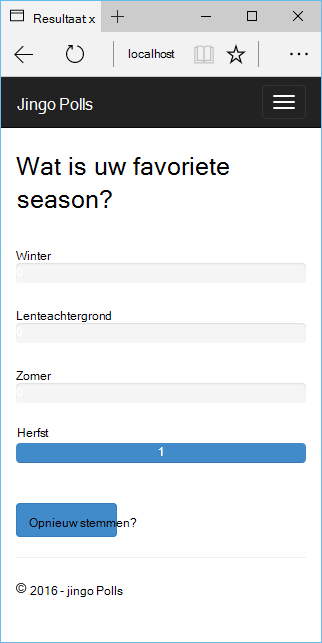 Resultaat x
localhost
Jingo Polls
Wat is uw favoriete
season?
Winter
0
Lenteachtergrond
0
Zomer
0
Herfst
1
Opnieuw stemmen?
© 2016 - jingo Polls